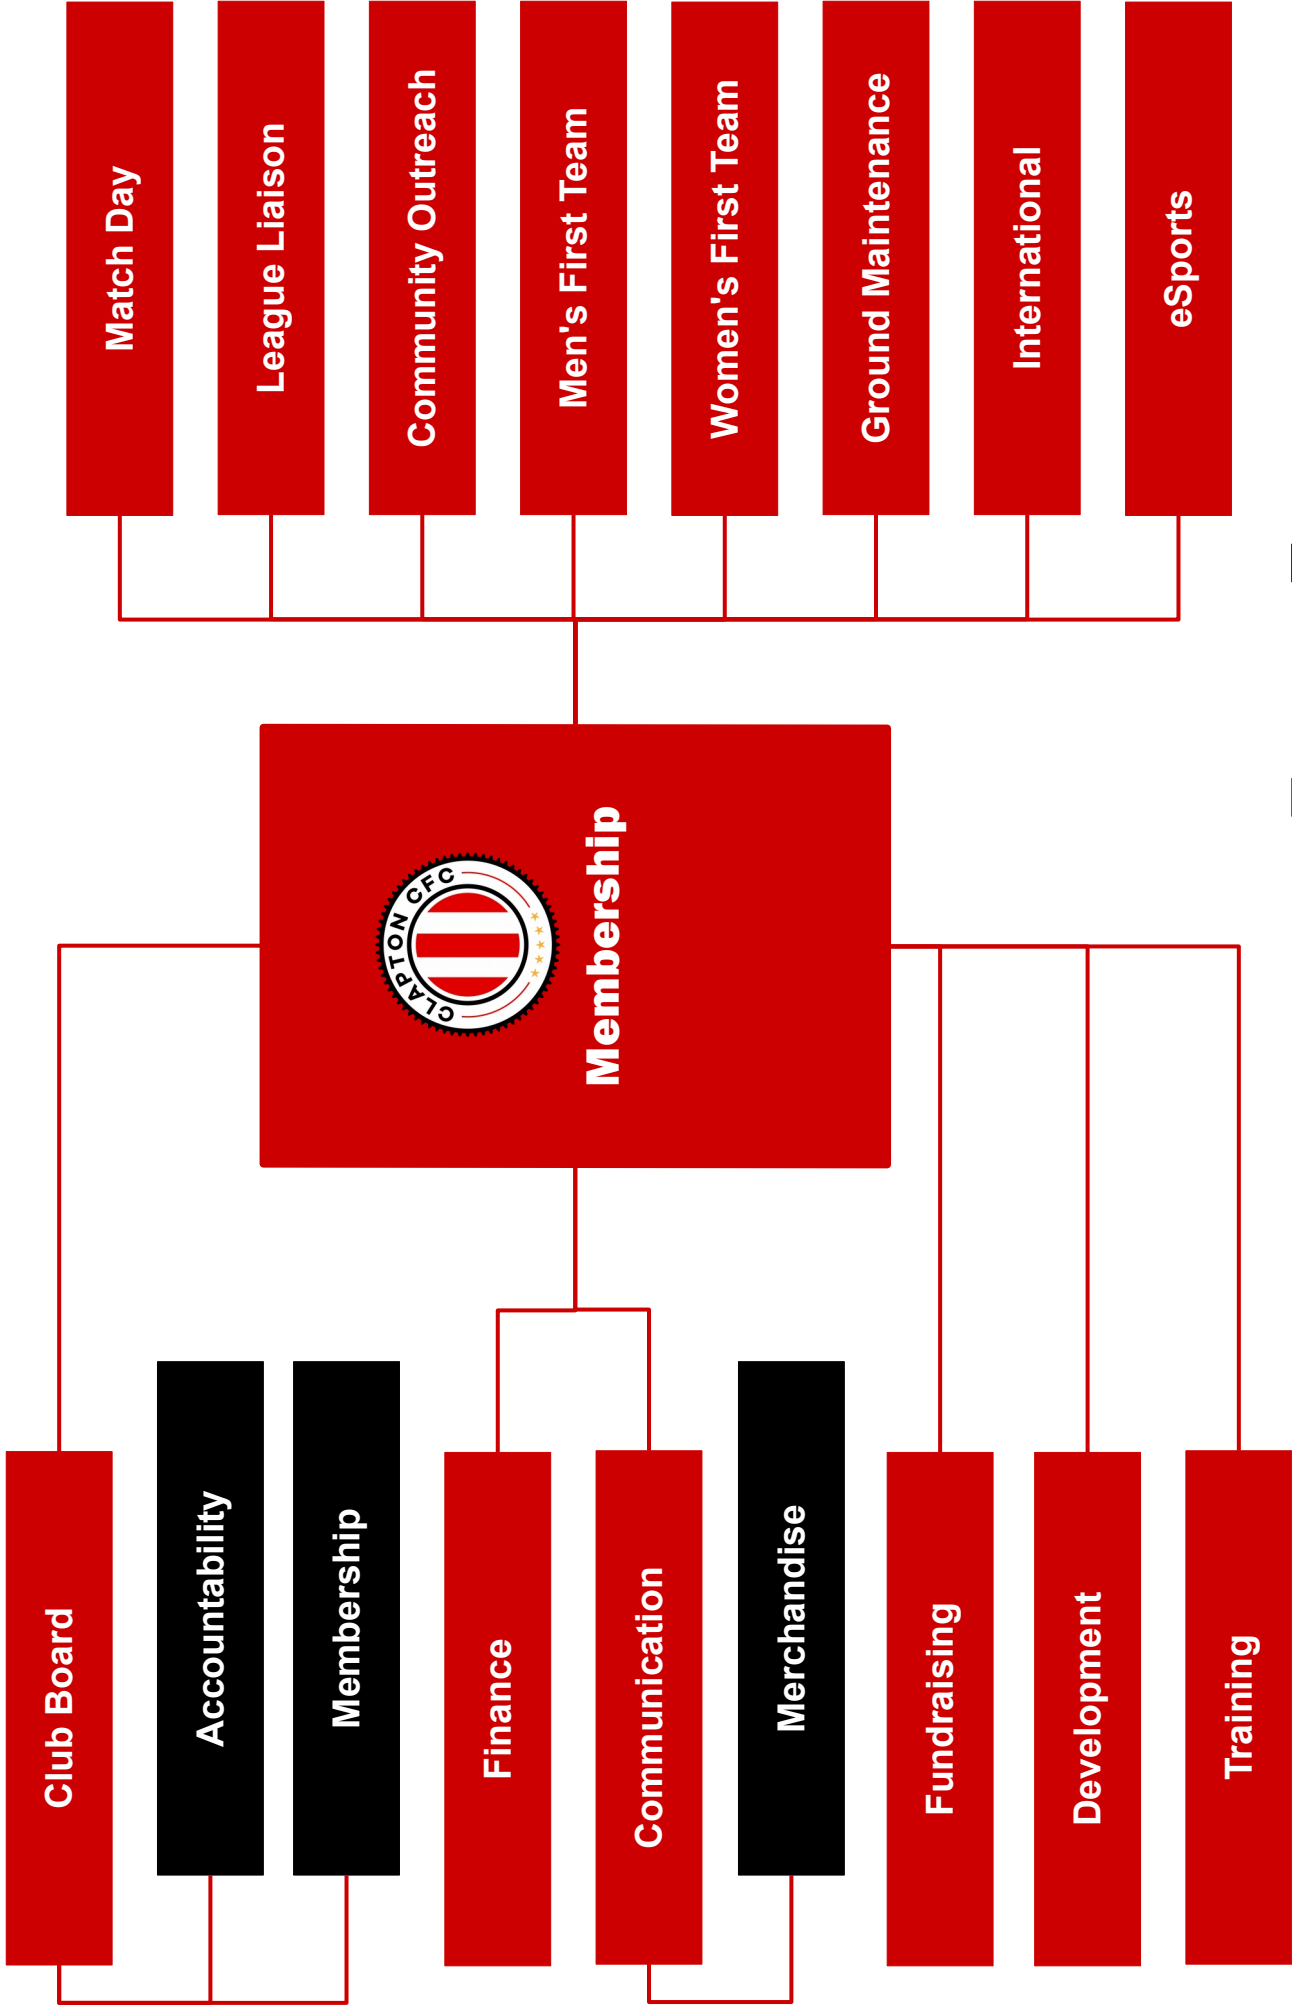 Club Board
Accountability
Membership
Finance
Communication
Merchandise
Fundraising
Development
Training
CLAPTON CFC
Membership
Match Day
League Liaison
Community Outreach
Men's First Team
Women's First Team
Ground Maintenance
International
eSports